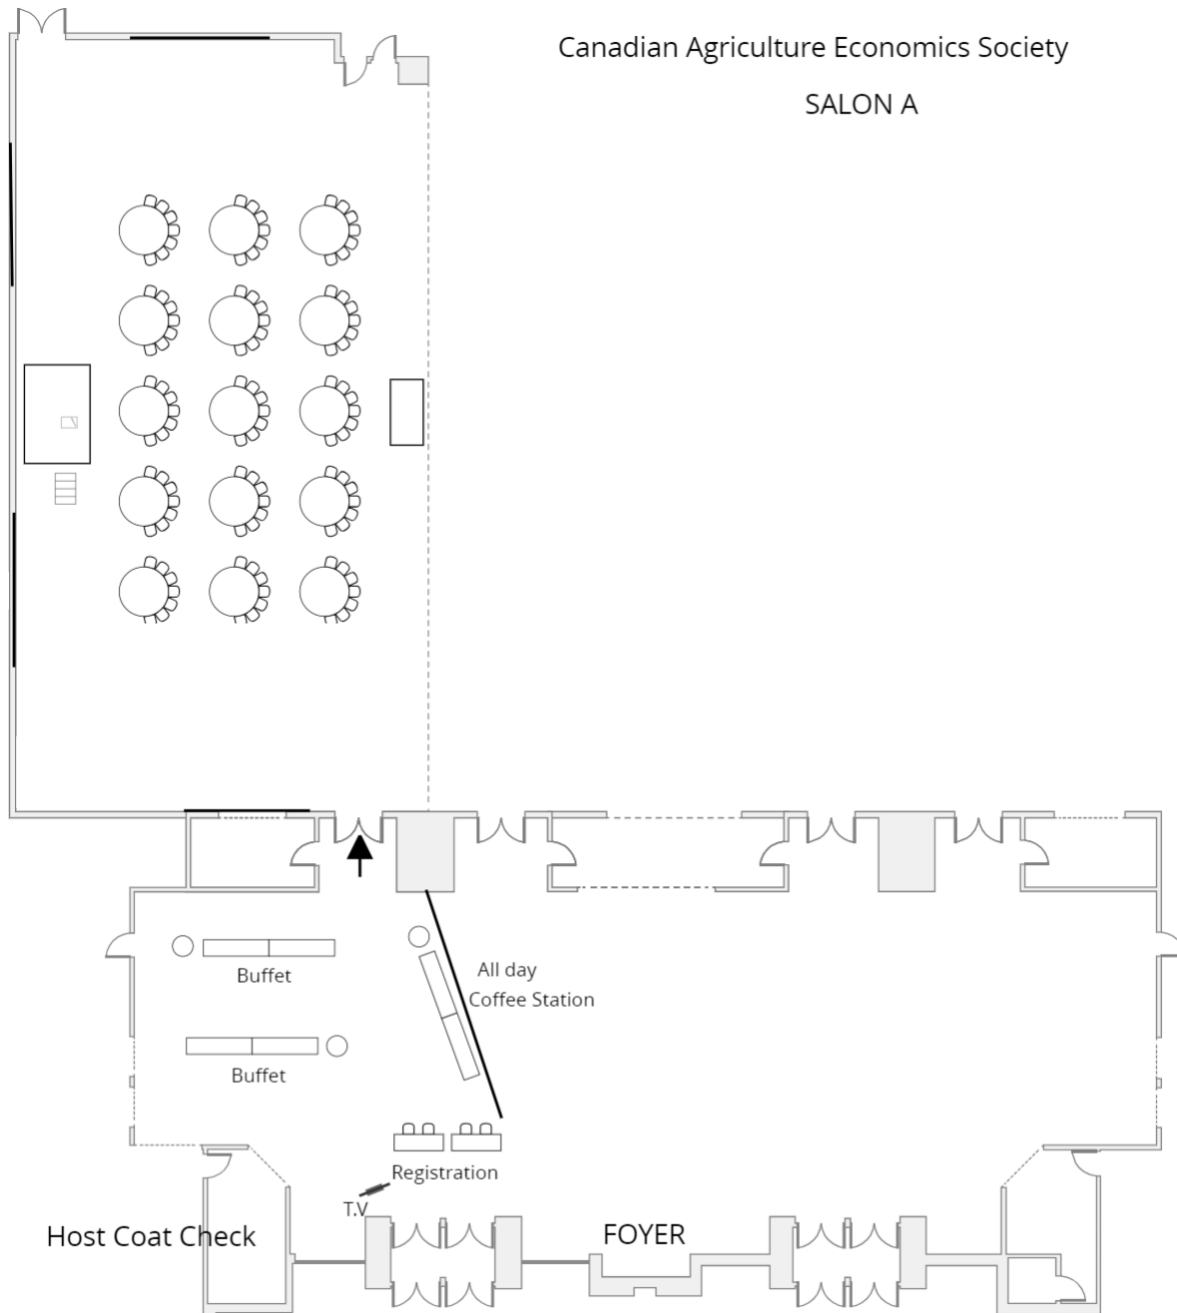 Canadian Agriculture Economics Society
SALON A
Buffet
All day
Coffee Station
Buffet
Registration
T.V
Host Coat Check
FOYER